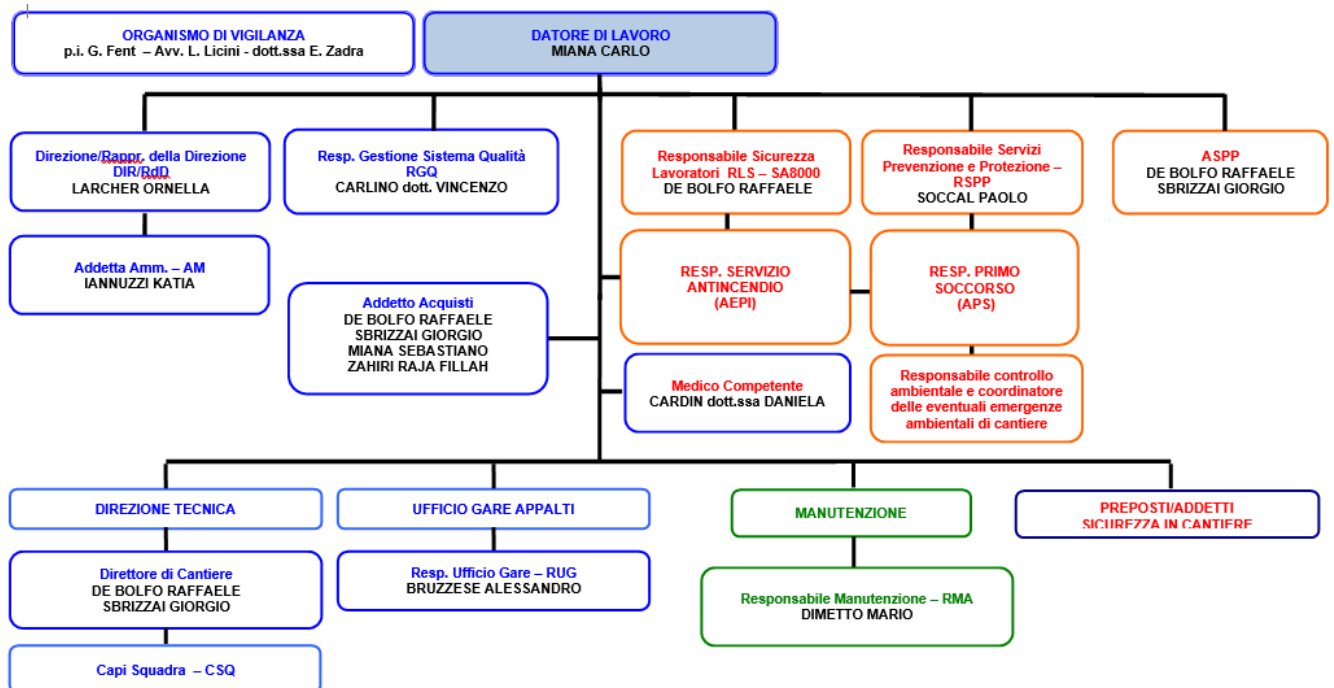 ORGANISMO DI VIGILANZA
p.i. G. Fent – Avv. L. Licini - dott.ssa E. Zadra
DATORE DI LAVORO
MIANA CARLO
Direzione/Rappr. della Direzione
DIR/RdD
LARCHER ORNELLA
Resp. Gestione Sistema Qualità
RGQ
CARLINO dott. VINCENZO
Responsabile Sicurezza
Lavoratori RLS – SA8000
DE BOLFO RAFFAELE
Responsabile Servizi
Prevenzione e Protezione –
RSPP
SOCCAL PAOLO
ASPP
DE BOLFO RAFFAELE
SBRIZZAI GIORGIO
Addetta Amm. – AM
IANNUZZI KATIA
Addetto Acquisti
DE BOLFO RAFFAELE
SBRIZZAI GIORGIO
MIANA SEBASTIANO
ZAHIRI RAJA FILLAH
RESP. SERVIZIO
ANTINCENDIO
(AEPI)
RESP. PRIMO
SOCCORSO
(APS)
Medico Competente
CARDIN dott.ssa DANIELA
Responsabile controllo
ambientale e coordinatore
delle eventuali emergenze
ambientali di cantiere
DIREZIONE TECNICA
UFFICIO GARE APPALTI
MANUTENZIONE
PREPOSTI/ADDETTI
SICUREZZA IN CANTIERE
Direttore di Cantiere
DE BOLFO RAFFAELE
SBRIZZAI GIORGIO
Resp. Ufficio Gare – RUG
BRUZZESE ALESSANDRO
Responsabile Manutenzione – RMA
DIMETTO MARIO
Capi Squadra – CSQ